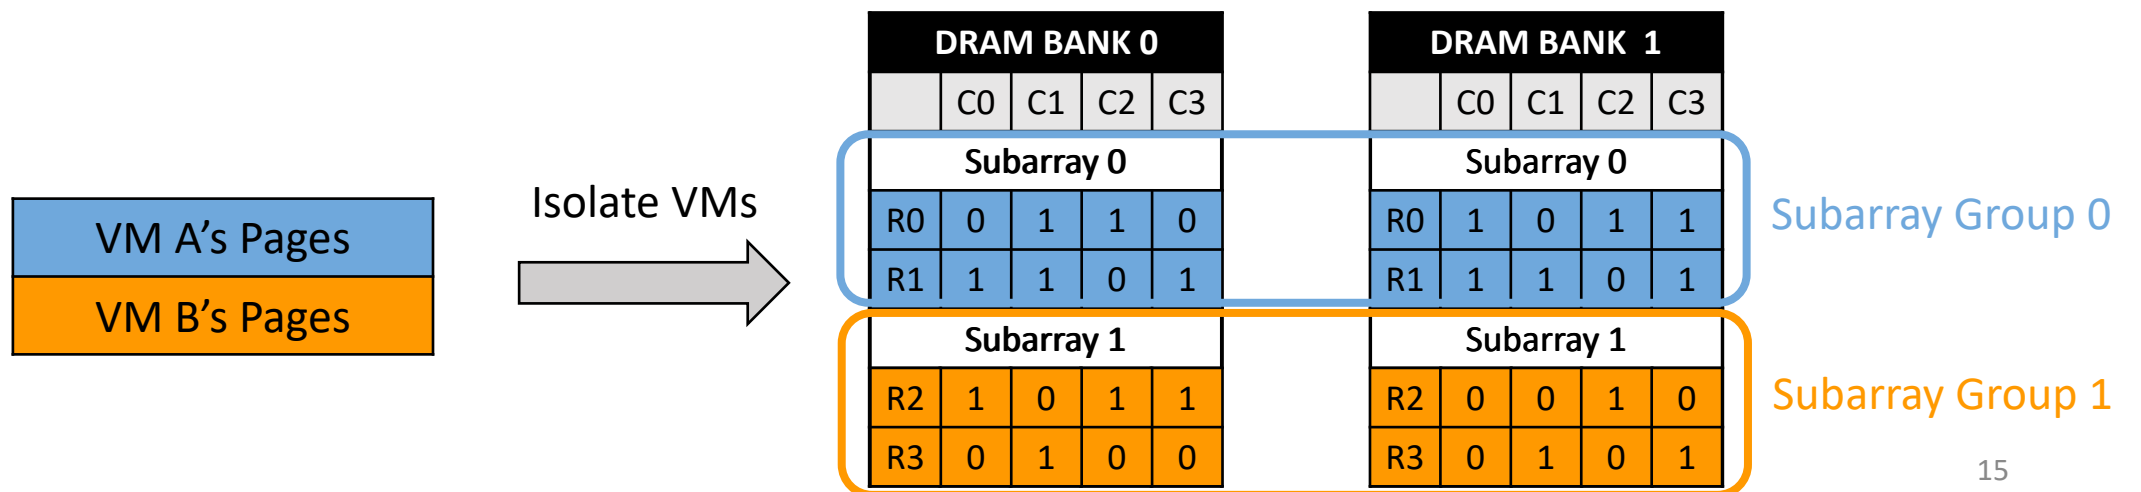 VM A's Pages
VM B's Pages
Isolate VMs
DRAM BANK 0
C0 C1 C2 C3
Subarray 0
R0 0 1 1 0
R1 1 1 0 1
Subarray 1
R2 1 0 1 1
R3 0 1 0 0
DRAM BANK 1
C0 C1 C2 C3
Subarray 0
R0 1 0 1 1
R1 1 1 0 1
Subarray 1
R2 0 0 1 0
R3 0 1 0 1
Subarray Group 0
Subarray Group 1
15